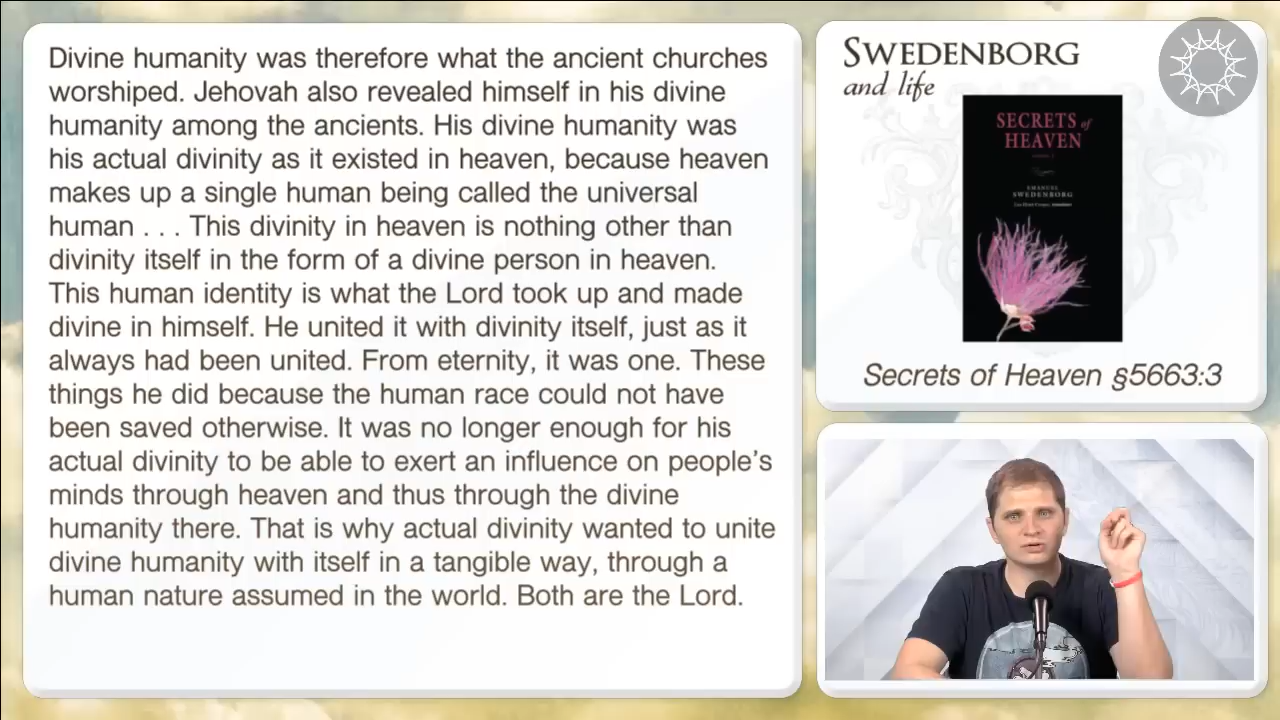 Divine humanity was therefore what the ancient churches
worshiped. Jehovah also revealed himself in his divine
humanity among the ancients. His divine humanity was
his actual divinity as it existed in heaven, because heaven
makes up a single human being called the universal
human . . . This divinity in heaven is nothing other than
divinity itself in the form of a divine person in heaven.
This human identity is what the Lord took up and made
divine in himself. He united it with divinity itself, just as it
always had been united. From eternity, it was one. These
things he did because the human race could not have
been saved otherwise. It was no longer enough for his
actual divinity to be able to exert an influence on people's
minds through heaven and thus through the divine
humanity there. That is why actual divinity wanted to unite
divine humanity with itself in a tangible way, through a
human nature assumed in the world. Both are the Lord.
SWEDENBORG
and life
SECRETS of
HEAVEN
EMANUEL
SWEDENBORG
Secrets of Heaven §5663:3